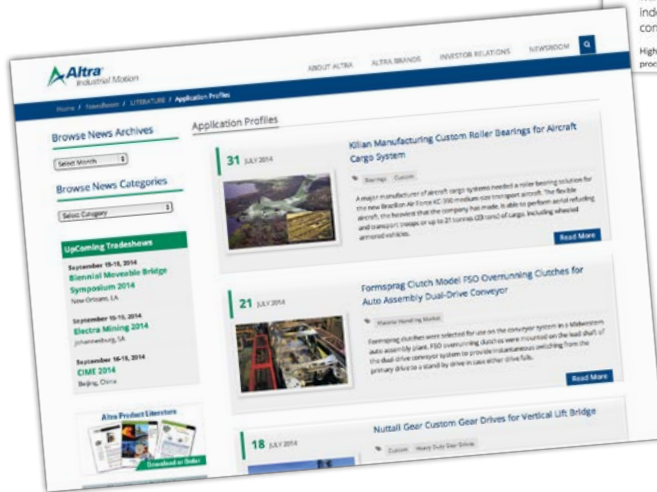 inde
con
High
proc
Altra
Industrial Motion
ABOUT ALTRA
ALTRA BRANDS
INVESTOR RELATIONS
NEWSROOM
Home / Newsroom / LITERATURE / Application Profiles
Browse News Archives
Select Month
Browse News Categories
Select Category
UpComing Tradeshows
September 15-18, 2014
Biennial Moveable Bridge
Symposium 2014
New Orleans, LA
September 15-19, 2014
Electra Mining 2014
Johannesburg, SA
September 16-18, 2014
CIME 2014
Beijing, China
Altra Product Literature
Download or Order
Application Profiles
31 JULY 2014
Kilian Manufacturing Custom Roller Bearings for Aircraft
Cargo System
Bearings
Custom
A major manufacturer of aircraft cargo systems needed a roller bearing solution for
the new Brazilian Air Force KC-390 medium size transport aircraft. The flexible
aircraft, the heaviest that the company has made, is able to perform aerial refueling
and transport troops or up to 21 tonnes (23 tons) of cargo, including wheeled
armored vehicles.
Read More
21 JULY 2014
Formsprag Clutch Model FSO Overrunning Clutches for
Auto Assembly Dual-Drive Conveyor
Material Handling Market
Formsprag clutches were selected for use on the conveyor system in a Midwestern
auto assembly plant. FSO overrunning clutches were mounted on the lead shaft of
the dual-drive conveyor system to provide instantaneous switching from the
primary drive to a stand-by drive in case either drive fails.
Read More
18 JULY 2014
Nuttall Gear Custom Gear Drives for Vertical Lift Bridge
Custom
Heavy Duty Gear Drives